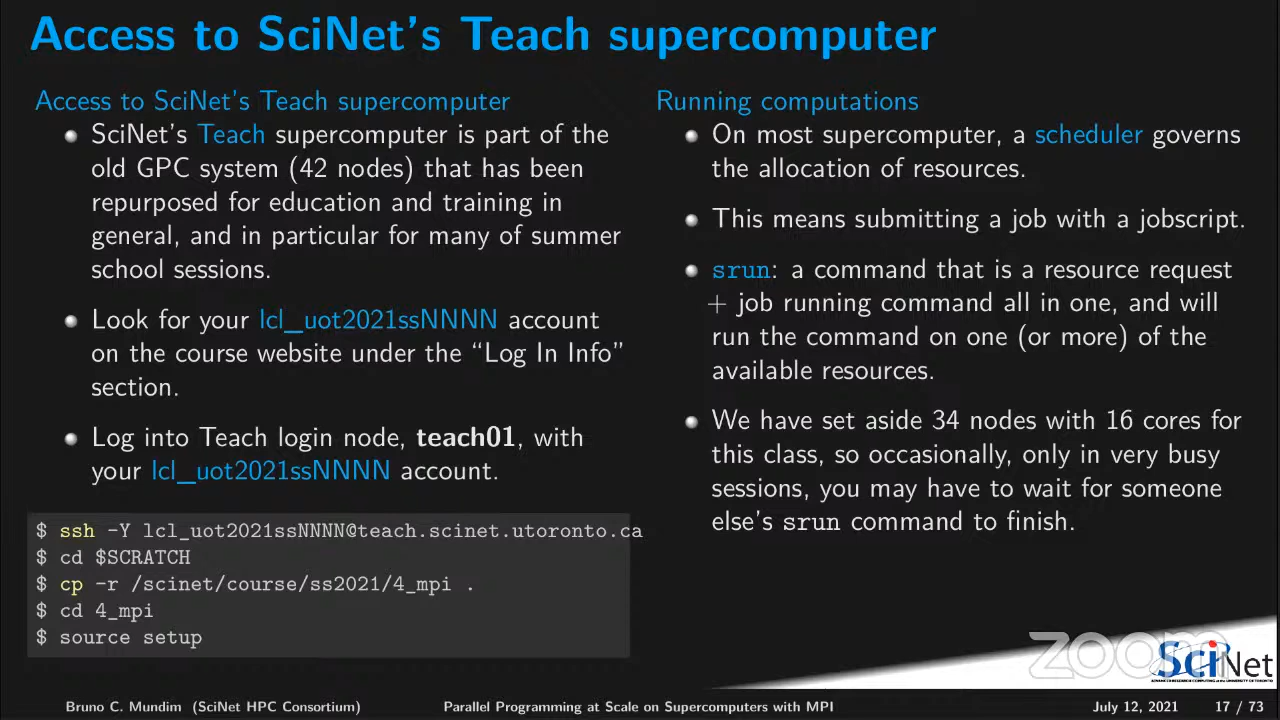 Access to SciNet's Teach supercomputer
Access to SciNet's Teach supercomputer
SciNet's Teach supercomputer is part of the
old GPC system (42 nodes) that has been
repurposed for education and training in
general, and in particular for many of summer
school sessions.
Look for your lcl_uot2021ssNNNN account
on the course website under the “Log In Info”
section.
Log into Teach login node, teach01, with
your lcl_uot2021ssNNNN account.
$ ssh -Y lcl_uot2021ssNNNN@teach.scinet.utoronto.ca
$ cd $SCRATCH
$ cp -r /scinet/course/ss2021/4_mpi .
$ cd 4_mpi
$ source setup
Running computations
On most supercomputer, a scheduler governs
the allocation of resources.
This means submitting a job with a jobscript.
srun: a command that is a resource request
+ job running command all in one, and will
run the command on one (or more) of the
available resources.
We have set aside 34 nodes with 16 cores for
this class, so occasionally, only in very busy
sessions, you may have to wait for someone
else's srun command to finish.
zoom
SciNet
ADVANCED RESEARCH COMPUTING at the UNIVERSITY OF TORONTO
Bruno C. Mundim (SciNet HPC Consortium)
Parallel Programming at Scale on Supercomputers with MPI
July 12, 2021
17 / 73